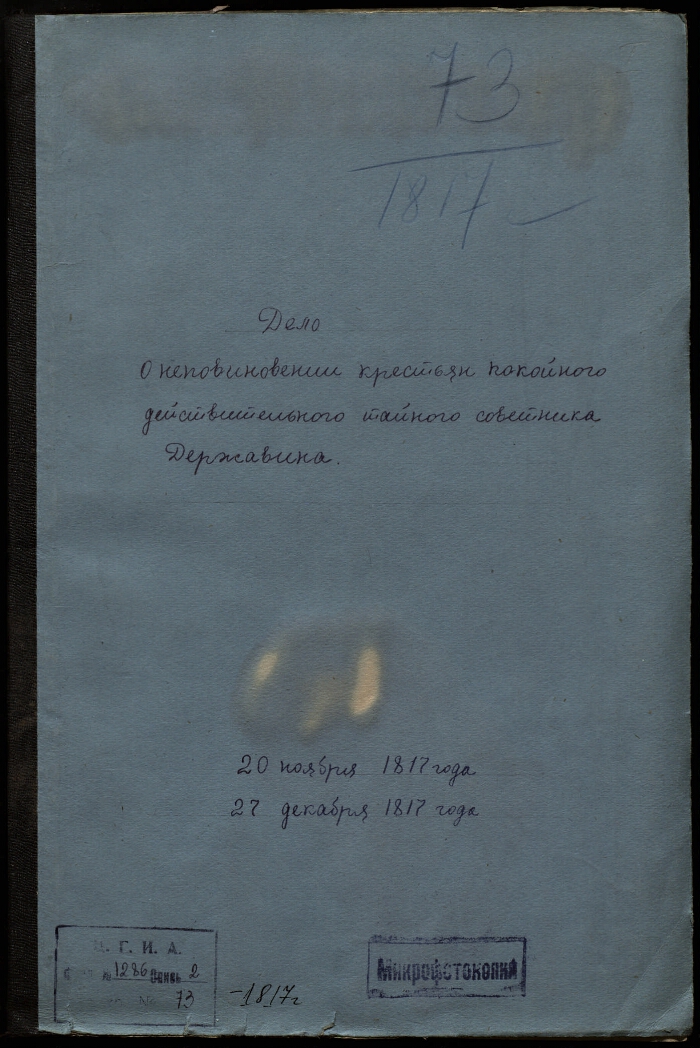 73
1817
Дело
О неповиновении крестьян покойного
действительного тайного советника
Державина.
20 ноября 1817 года
27 декабря 1817 года
Г. И. А.
1286 Опись 2
№ 73 -1817г
Микрофотокопия